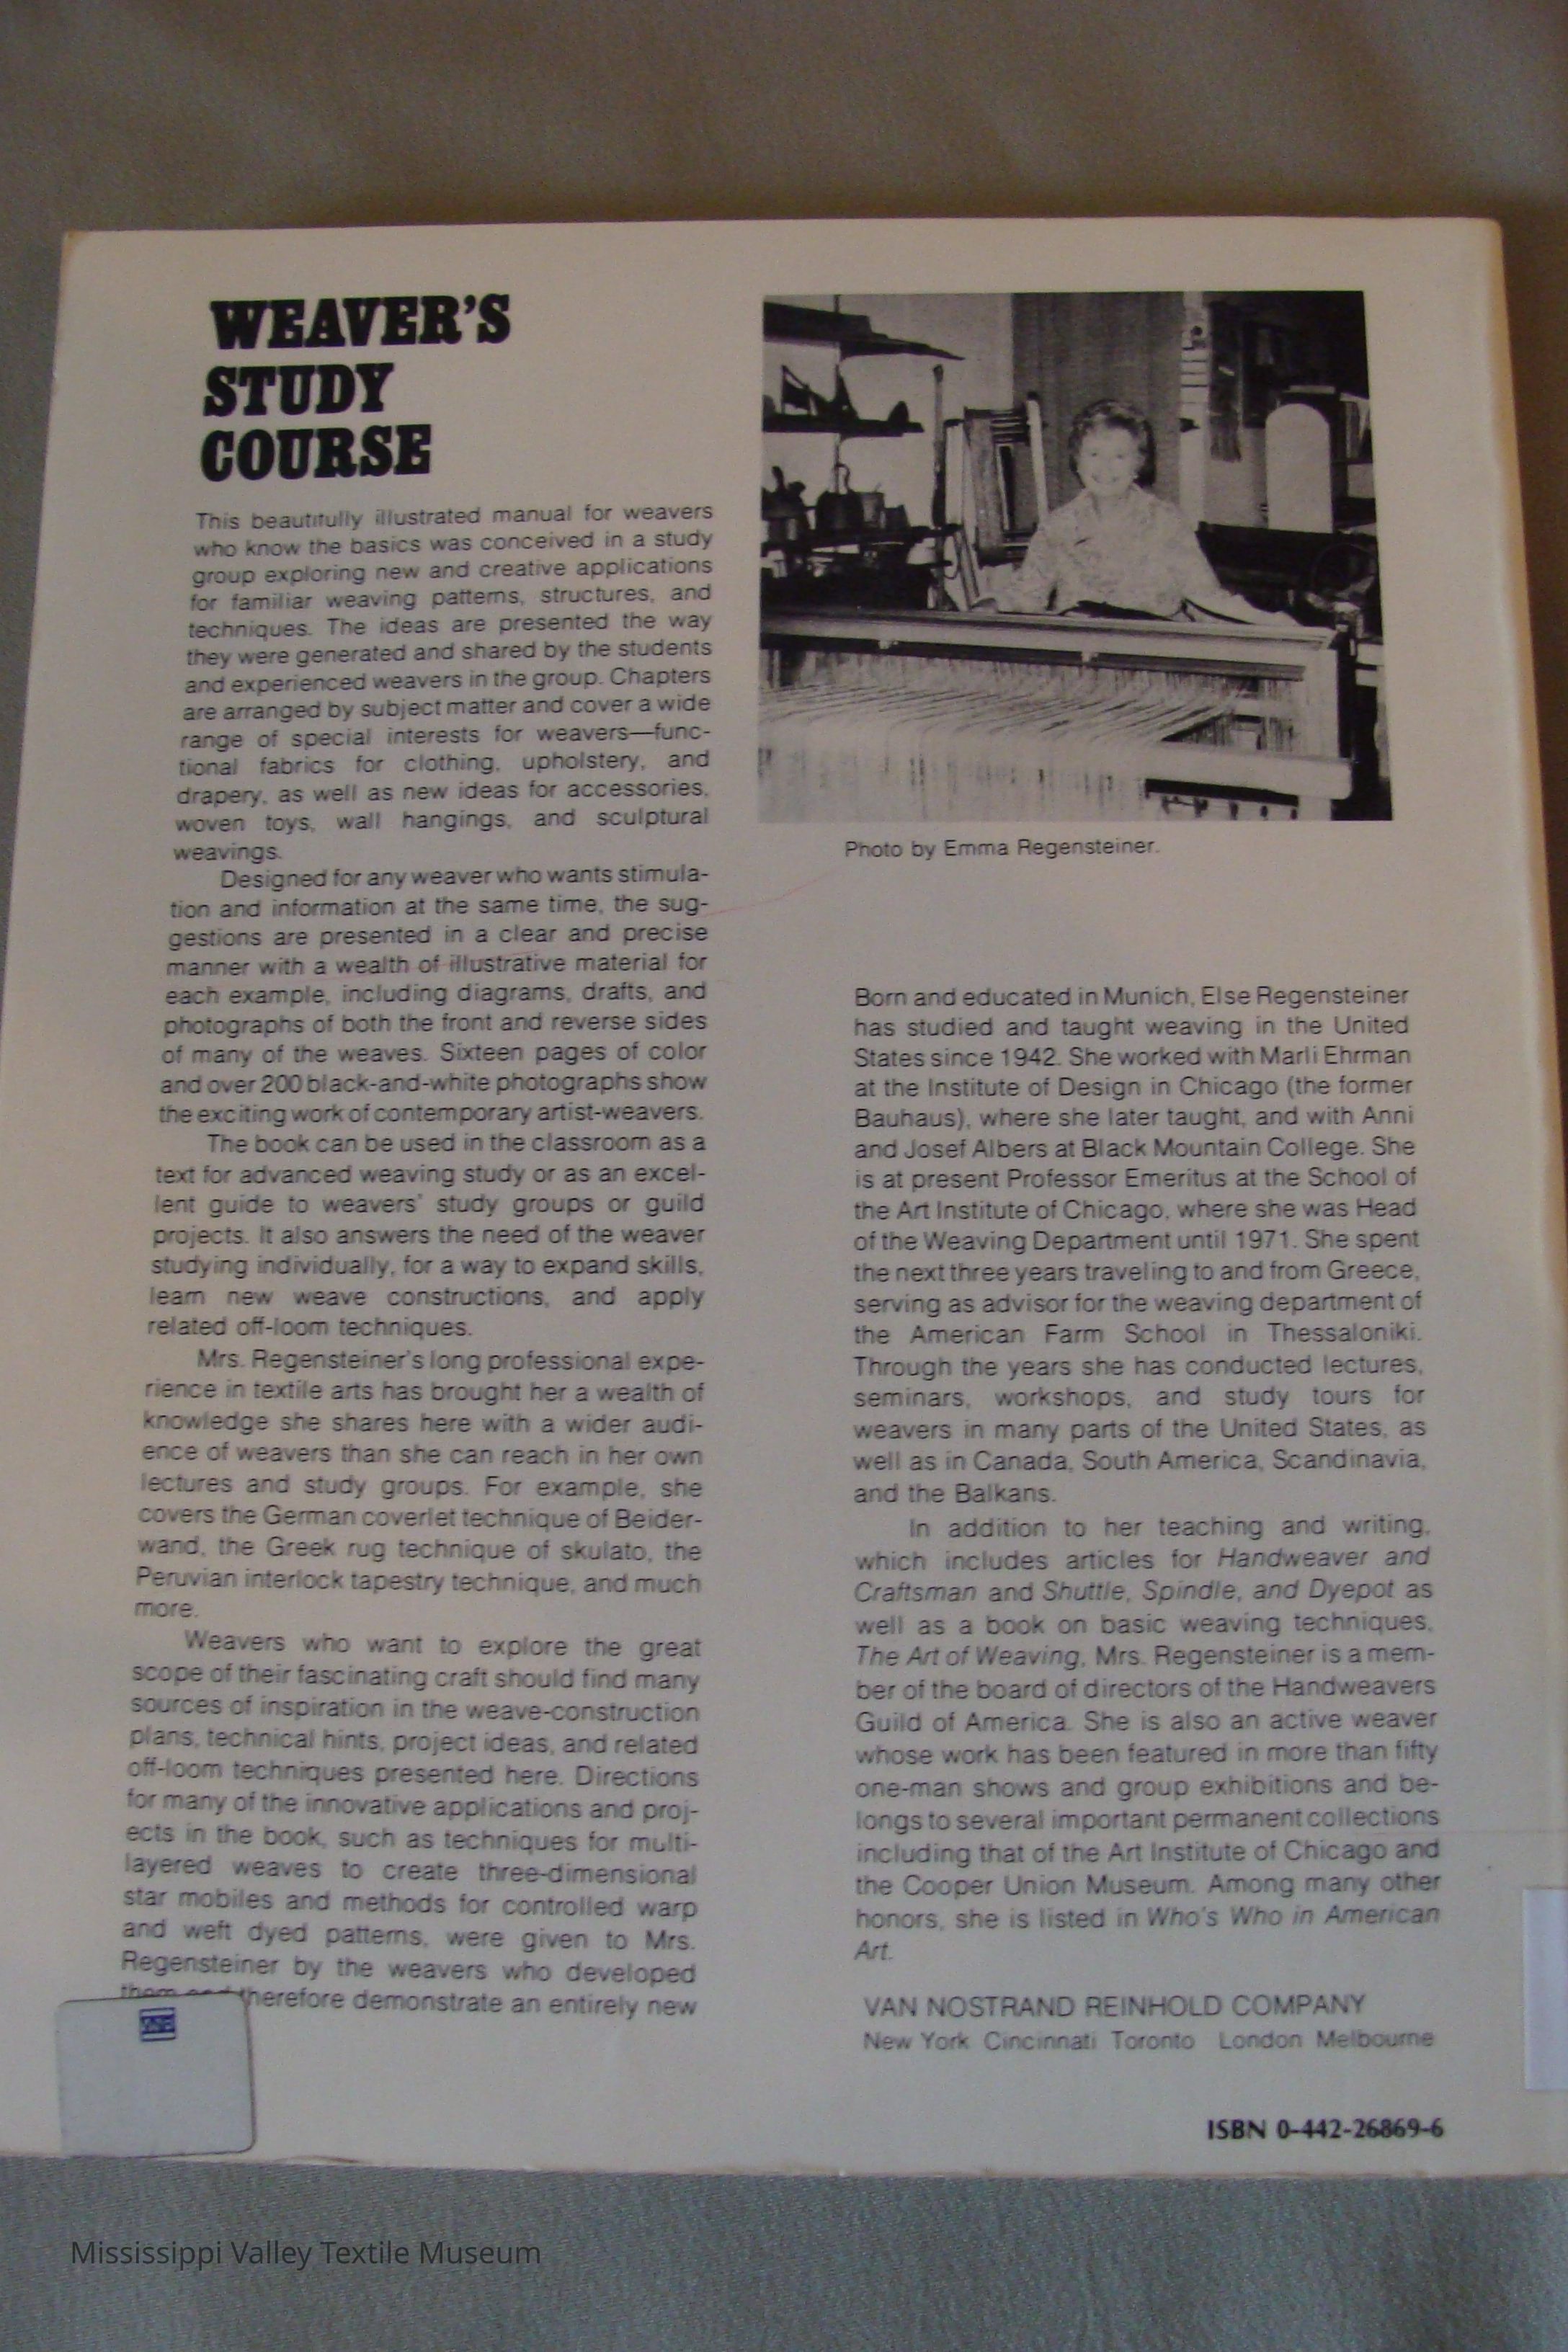 WEAVER'S
STUDY
COURSE
This beautifully illustrated manual for weavers
who know the basics was conceived in a study
group exploring new and creative applications
for familiar weaving patterns, structures, and
techniques. The ideas are presented the way
they were generated and shared by the students
and experienced weavers in the group. Chapters
are arranged by subject matter and cover a wide
range of special interests for weavers—func-
tional fabrics for clothing, upholstery, and
drapery, as well as new ideas for accessories,
woven toys, wall hangings, and sculptural
weavings.
Designed for any weaver who wants stimula-
tion and information at the same time, the sug-
gestions are presented in a clear and precise
manner with a wealth of illustrative material for
each example, including diagrams, drafts, and
photographs of both the front and reverse sides
of many of the weaves. Sixteen pages of color
and over 200 black-and-white photographs show
the exciting work of contemporary artist-weavers.
The book can be used in the classroom as a
text for advanced weaving study or as an excel-
lent guide to weavers' study groups or guild
projects. It also answers the need of the weaver
studying individually, for a way to expand skills,
learn new weave constructions, and apply
related off-loom techniques.
Mrs. Regensteiner's long professional expe-
rience in textile arts has brought her a wealth of
knowledge she shares here with a wider audi-
ence of weavers than she can reach in her own
lectures and study groups. For example, she
covers the German coverlet technique of Beider-
wand, the Greek rug technique of skulato, the
Peruvian interlock tapestry technique, and much
more.
Weavers who want to explore the great
scope of their fascinating craft should find many
sources of inspiration in the weave-construction
plans, technical hints, project ideas, and related
off-loom techniques presented here. Directions
for many of the innovative applications and proj-
ects in the book, such as techniques for multi-
layered weaves to create three-dimensional
star mobiles and methods for controlled warp
and weft dyed patterns, were given to Mrs.
Regensteiner by the weavers who developed
them and therefore demonstrate an entirely new
Photo by Emma Regensteiner.
Born and educated in Munich, Else Regensteiner
has studied and taught weaving in the United
States since 1942. She worked with Marli Ehrman
at the Institute of Design in Chicago (the former
Bauhaus), where she later taught, and with Anni
and Josef Albers at Black Mountain College. She
is at present Professor Emeritus at the School of
the Art Institute of Chicago, where she was Head
of the Weaving Department until 1971. She spent
the next three years traveling to and from Greece,
serving as advisor for the weaving department of
the American Farm School in Thessaloniki.
Through the years she has conducted lectures,
seminars, workshops, and study tours for
weavers in many parts of the United States, as
well as in Canada, South America, Scandinavia,
and the Balkans.
In addition to her teaching and writing,
which includes articles for Handweaver and
Craftsman and Shuttle, Spindle, and Dyepot as
well as a book on basic weaving techniques,
The Art of Weaving, Mrs. Regensteiner is a mem-
ber of the board of directors of the Handweavers
Guild of America. She is also an active weaver
whose work has been featured in more than fifty
one-man shows and group exhibitions and be-
longs to several important permanent collections
including that of the Art Institute of Chicago and
the Cooper Union Museum. Among many other
honors, she is listed in Who's Who in American
Art.
VAN NOSTRAND REINHOLD COMPANY
New York Cincinnati Toronto London Melbourne
ISBN 0-442-26869-6
Mississippi Valley Textile Museum